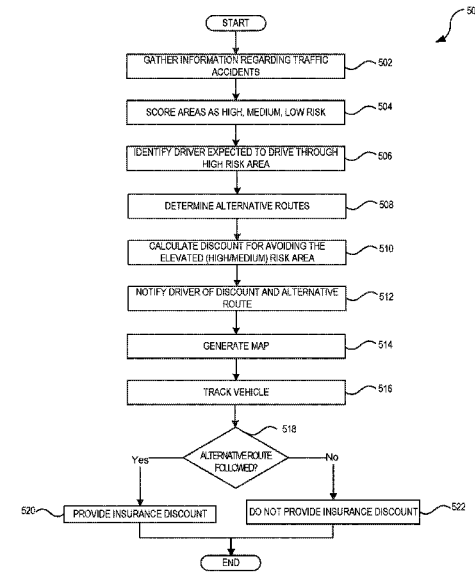 START
50
GATHER INFORMATION REGARDING TRAFFIC
ACCIDENTS
502
SCORE AREAS AS HIGH, MEDIUM, LOW RISK
504
IDENTIFY DRIVER EXPECTED TO DRIVE THROUGH
HIGH RISK AREA
506
DETERMINE ALTERNATIVE ROUTES
508
CALCULATE DISCOUNT FOR AVOIDING THE
ELEVATED (HIGH/MEDIUM) RISK AREA
510
NOTIFY DRIVER OF DISCOUNT AND ALTERNATIVE
ROUTE
512
GENERATE MAP
514
TRACK VEHICLE
516
518
ALTERNATIVE ROUTE
FOLLOWED?
Yes
No
520
PROVIDE INSURANCE DISCOUNT
DO NOT PROVIDE INSURANCE DISCOUNT
522
END